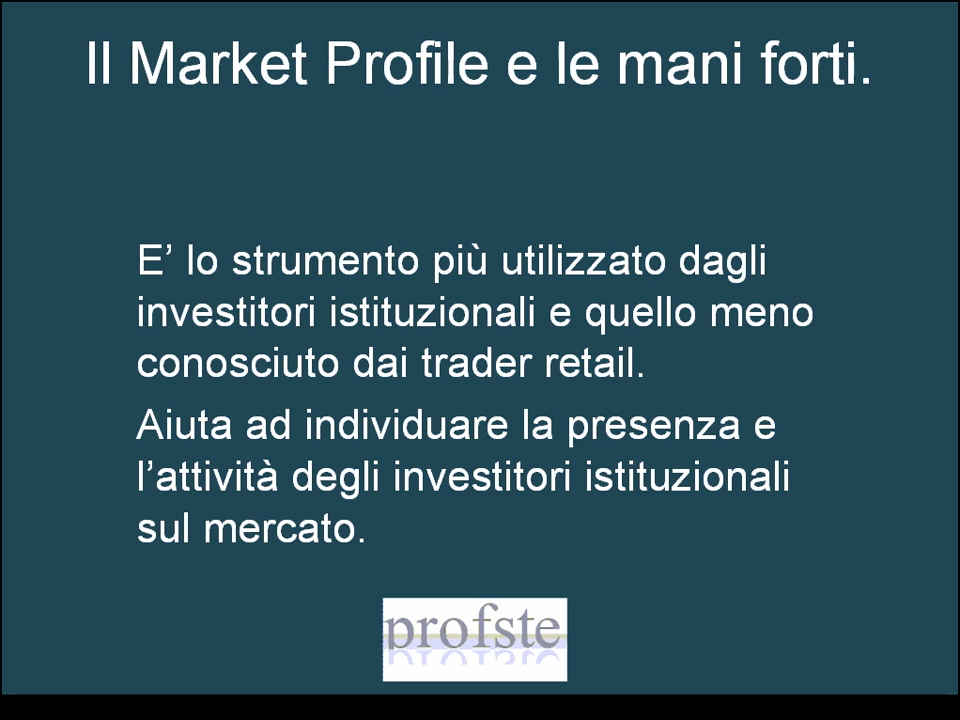 Il Market Profile e le mani forti.
E' lo strumento più utilizzato dagli
investitori istituzionali e quello meno
conosciuto dai trader retail.
Aiuta ad individuare la presenza e
l'attività degli investitori istituzionali
sul mercato.
profste